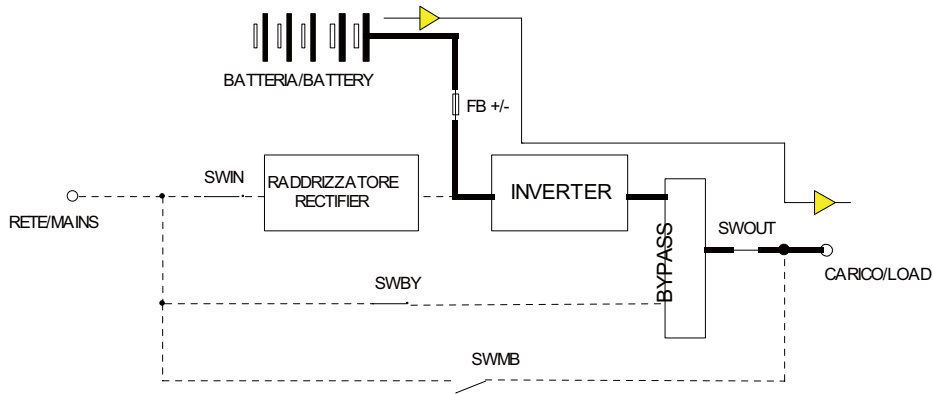 BATTERIA/BATTERY
FB +/-
SWIN
RADDRIZZATORE
RECTIFIER
INVERTER
RETE/MAINS
BYPASS
SWOUT
CARICO/LOAD
SWBY
SWMB